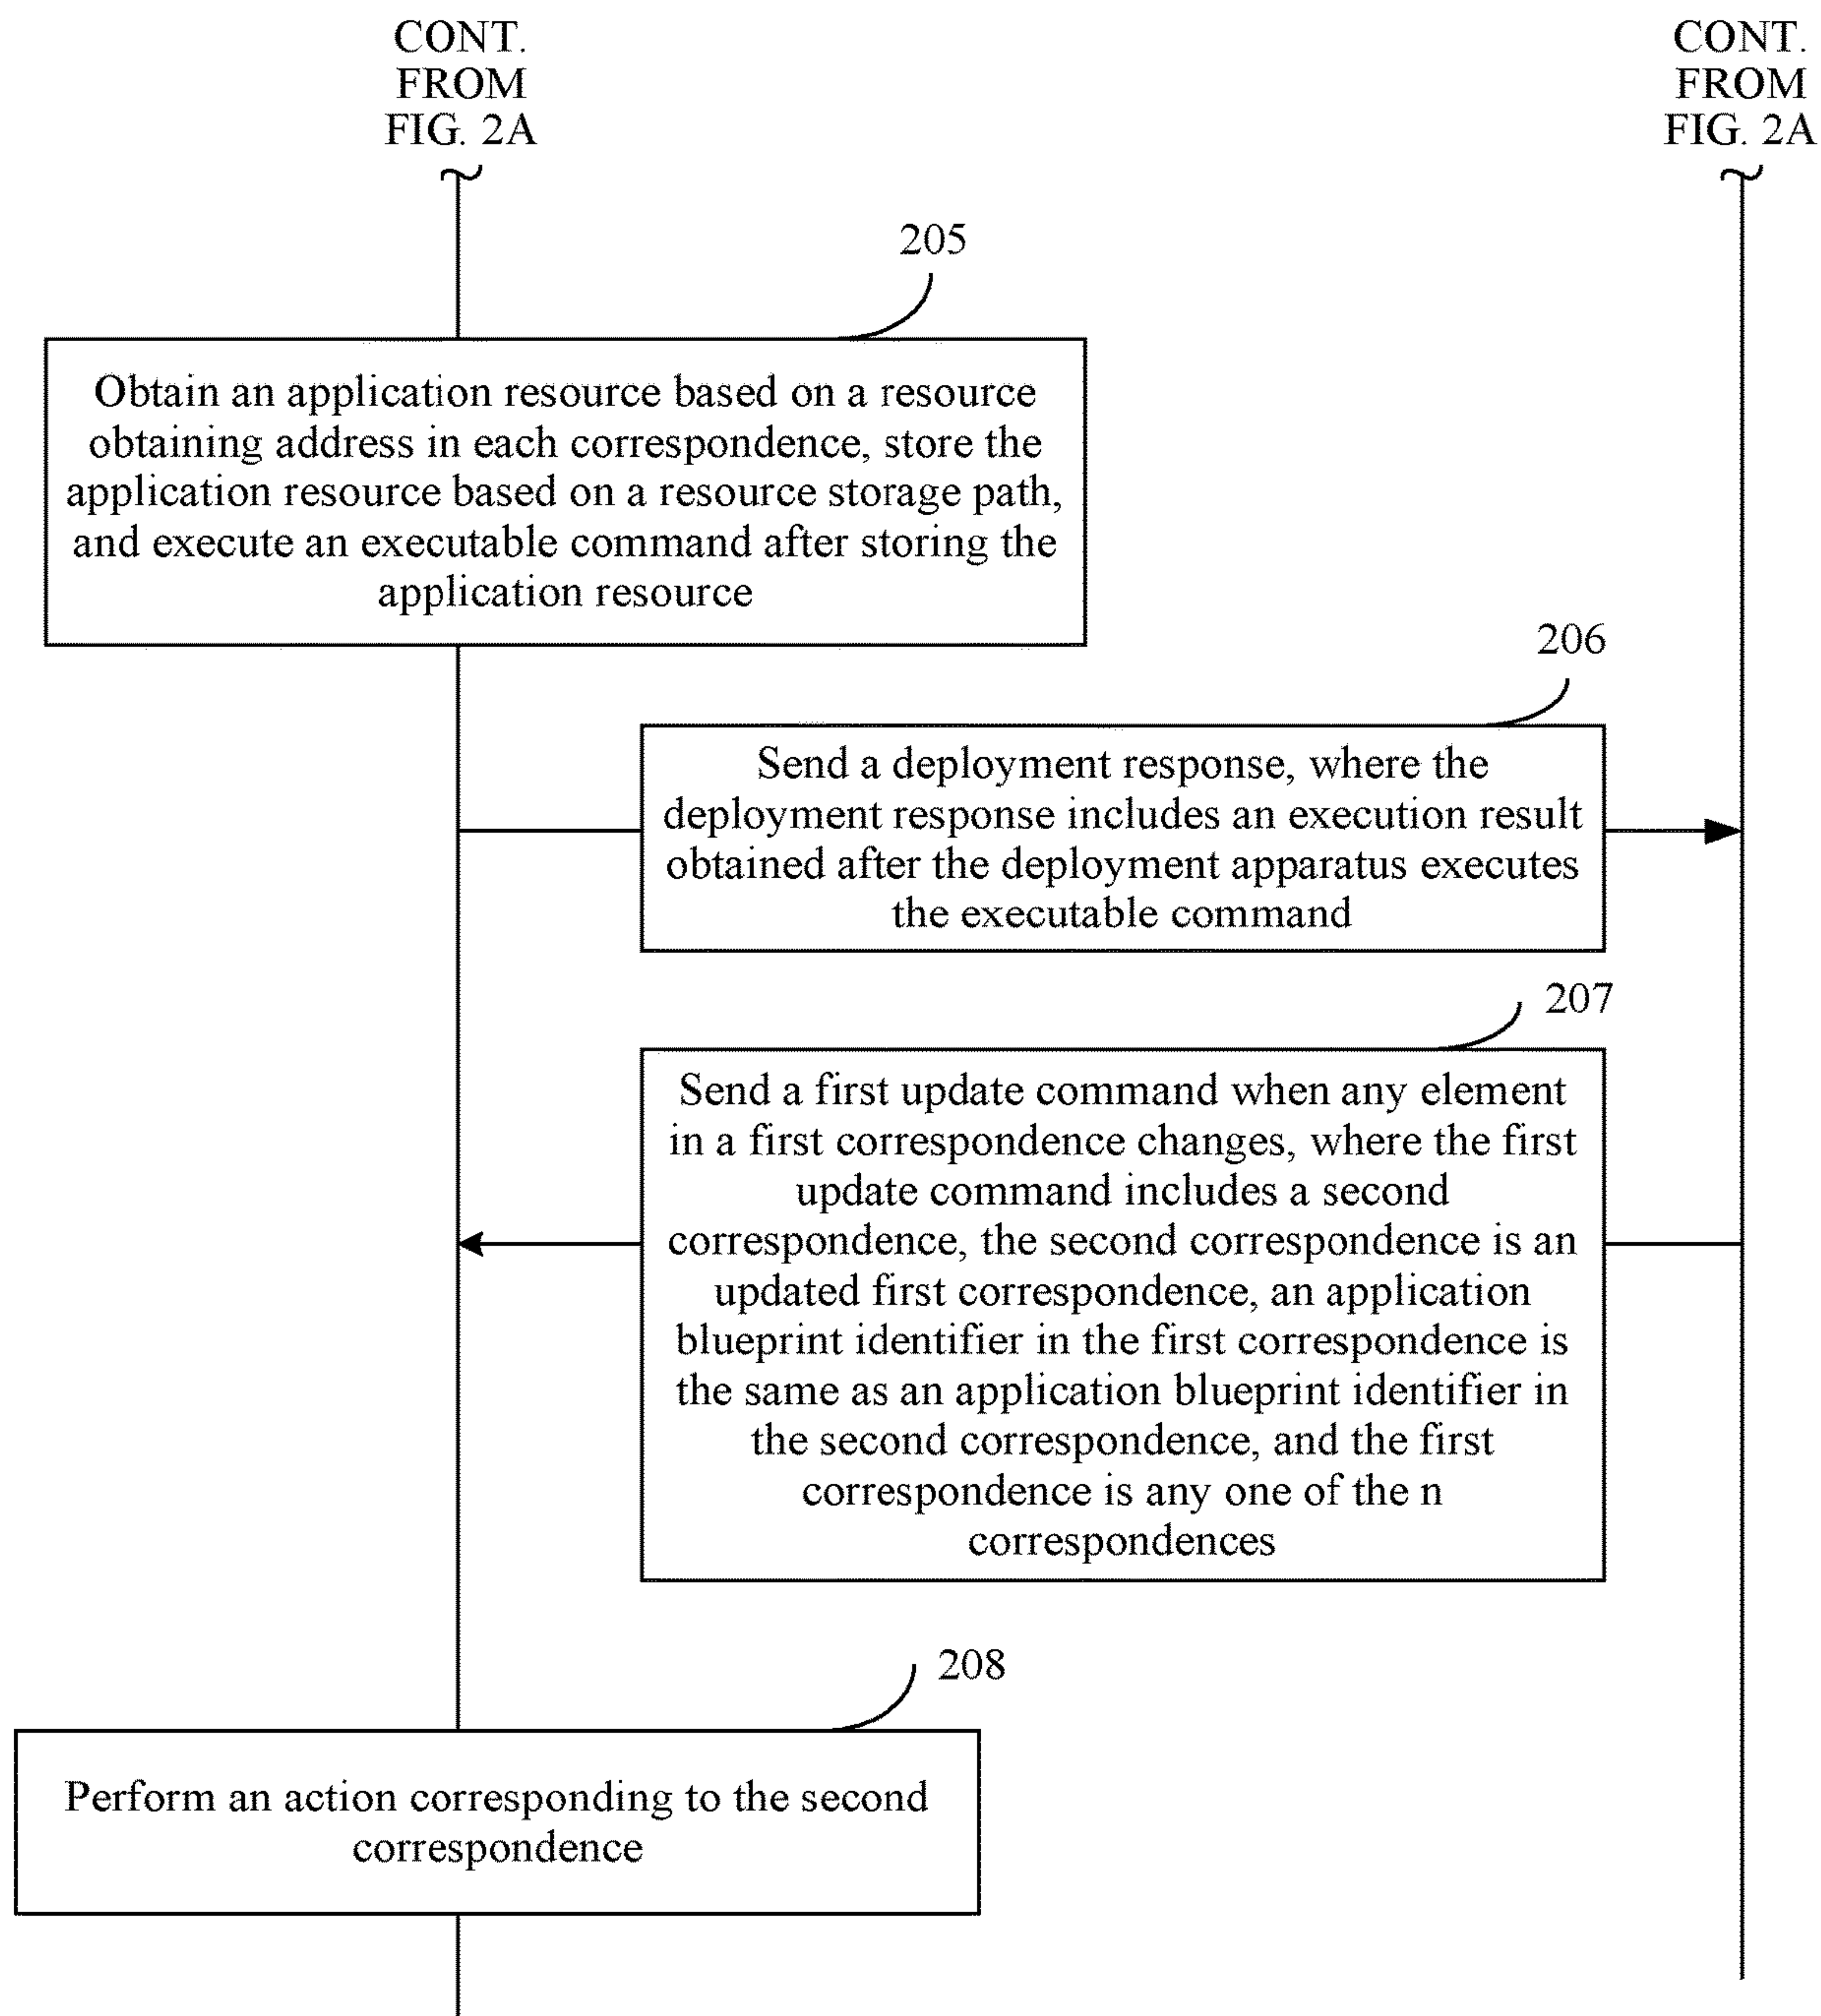 CONT.
FROM
FIG. 2A
CONT.
FROM
FIG. 2A
205
Obtain an application resource based on a resource
obtaining address in each correspondence, store the
application resource based on a resource storage path,
and execute an executable command after storing the
application resource
206
Send a deployment response, where the
deployment response includes an execution result
obtained after the deployment apparatus executes
the executable command
207
Send a first update command when any element
in a first correspondence changes, where the first
update command includes a second
correspondence, the second correspondence is an
updated first correspondence, an application
blueprint identifier in the first correspondence is
the same as an application blueprint identifier in
the second correspondence, and the first
correspondence is any one of the n
correspondences
208
Perform an action corresponding to the second
correspondence